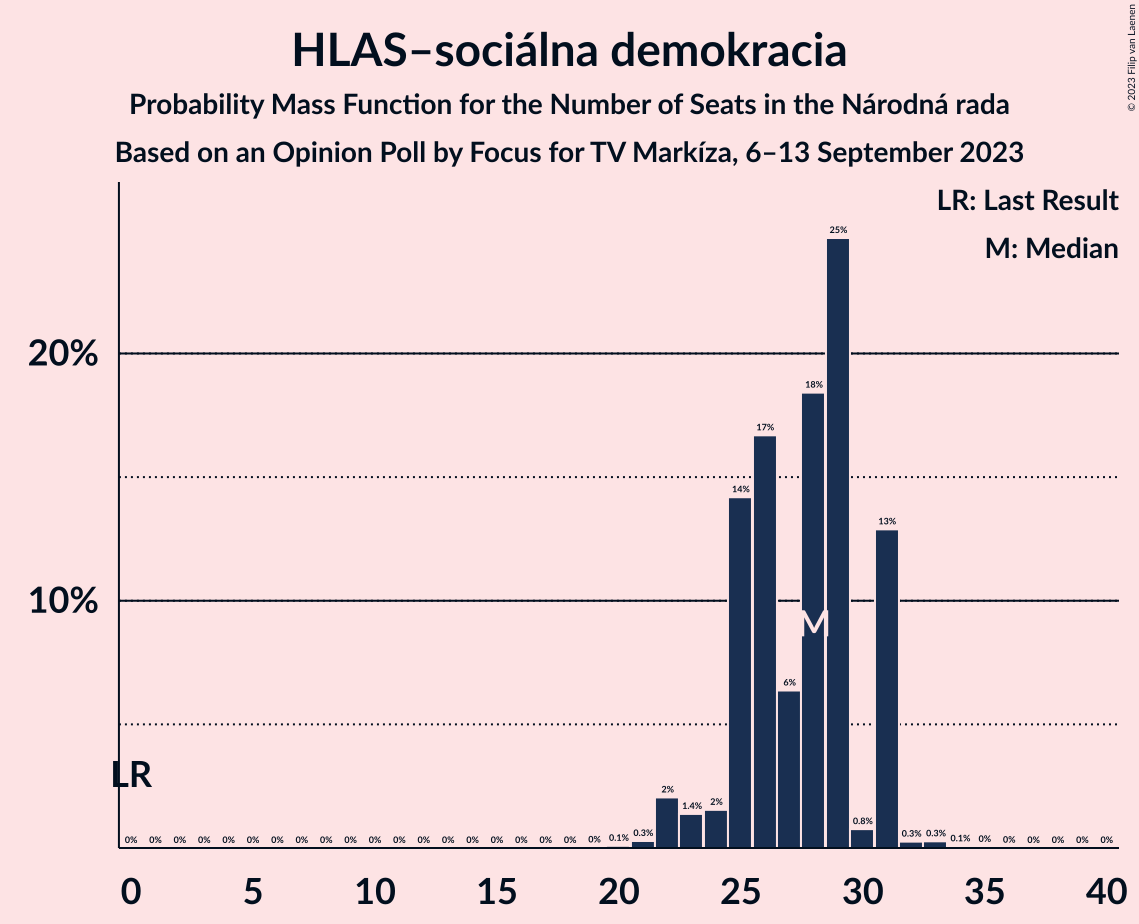 HLAS–sociálna demokracia
Probability Mass Function for the Number of Seats in the Národná rada
Based on an Opinion Poll by Focus for TV Markíza, 6–13 September 2023
© 2023 Filip van Laenen
LR: Last Result
M: Median
20%
10%
LR
M
0% 0% 0% 0% 0% 0% 0% 0% 0% 0% 0% 0% 0% 0% 0% 0% 0% 0% 0% 0% 0.1% 0.3% 2% 1.4% 2% 14% 17% 6% 18% 25% 0.8% 13% 0.3% 0.3% 0.1% 0% 0% 0% 0% 0% 0%
0 5 10 15 20 25 30 35 40